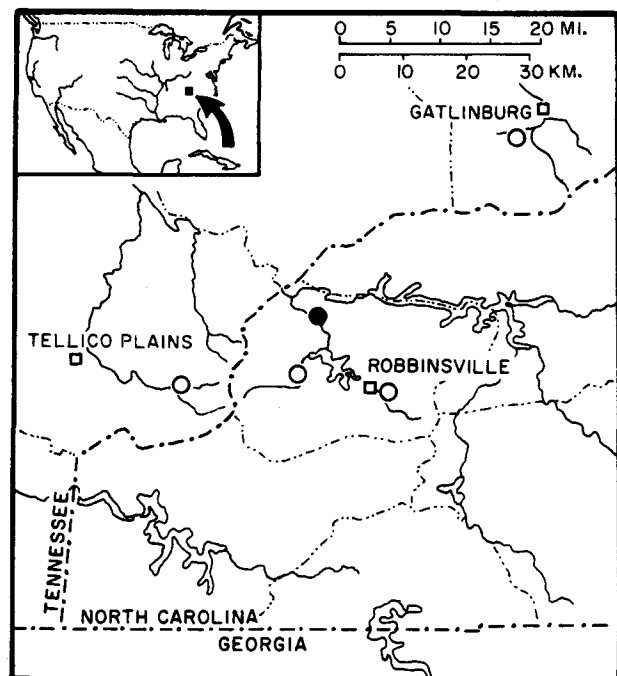 0 5 10 15 20 MI.
0 10 20 30 KM.
GATLINBURG
TELLICO PLAINS
ROBBINSVILLE
TENNESSEE
NORTH CAROLINA
GEORGIA